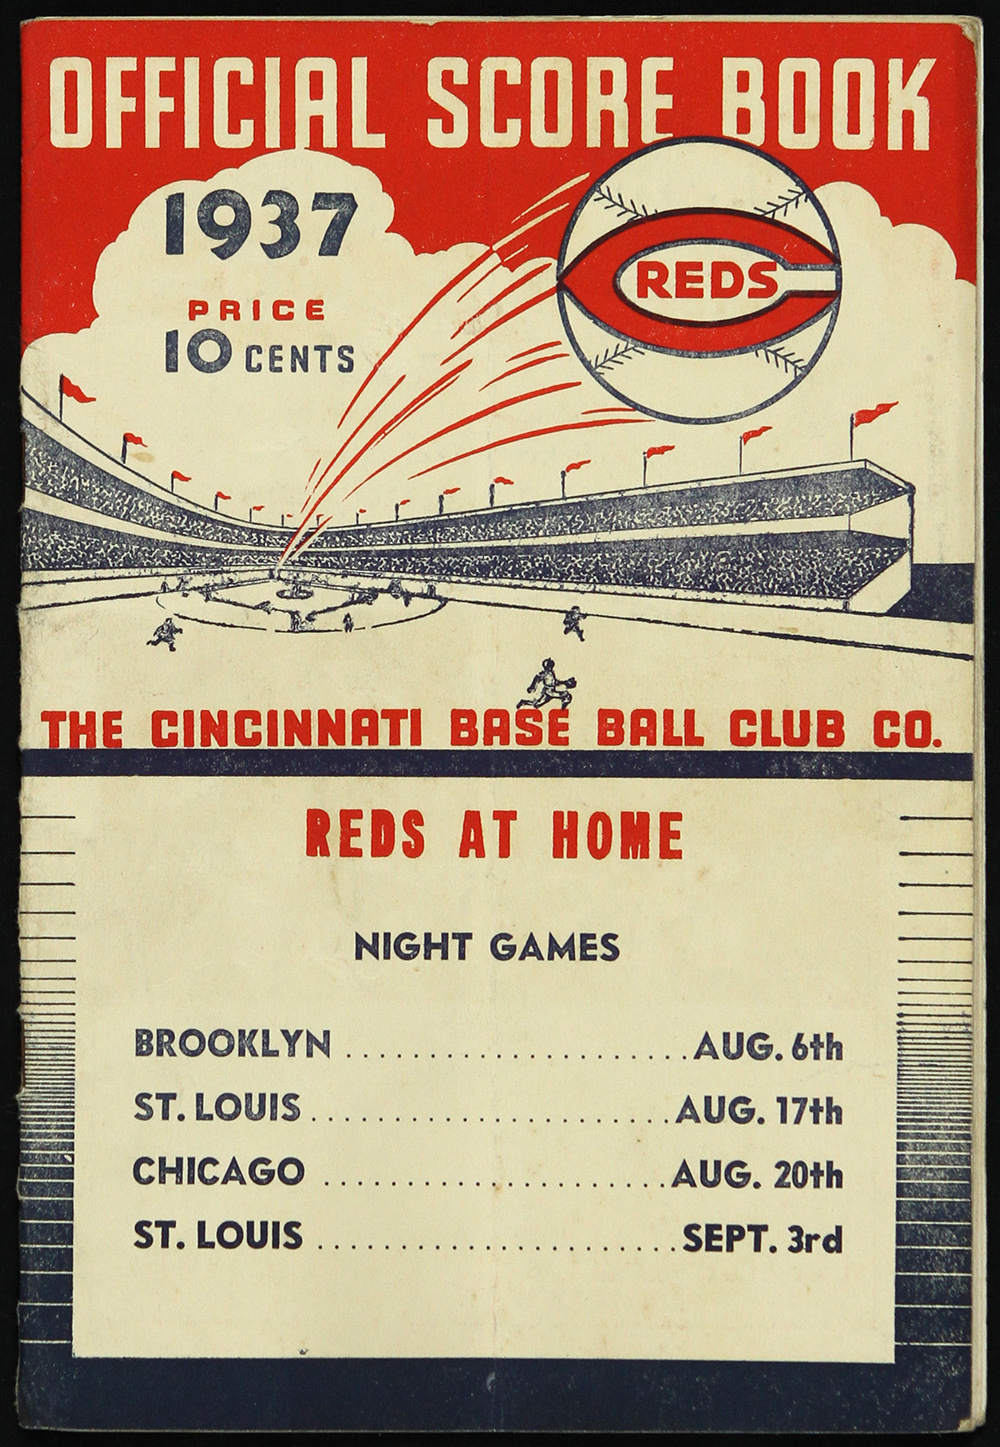 OFFICIAL SCORE BOOK
1937
PRICE
10 CENTS
REDS
THE CINCINNATI BASE BALL CLUB CO.
REDS AT HOME
NIGHT GAMES
BROOKLYN ........................ AUG. 6th
ST. LOUIS ......................... AUG. 17th
CHICAGO ........................ AUG. 20th
ST. LOUIS ......................... SEPT. 3rd